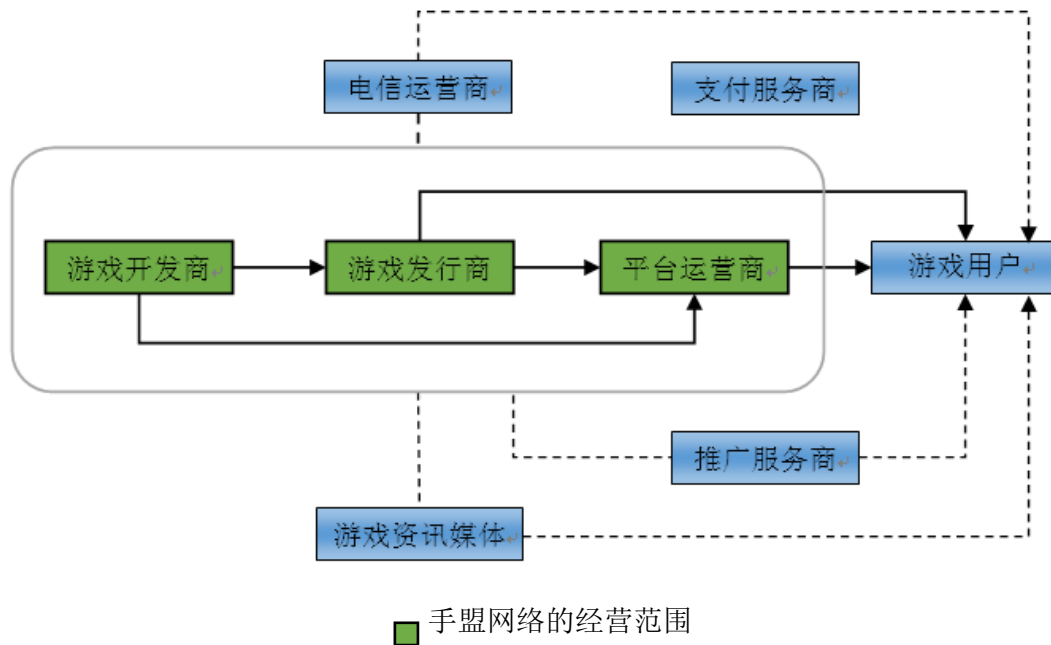 电信运营商
支付服务商
游戏开发商
游戏发行商
平台运营商
游戏用户
推广服务商
游戏资讯媒体
手盟网络的经营范围